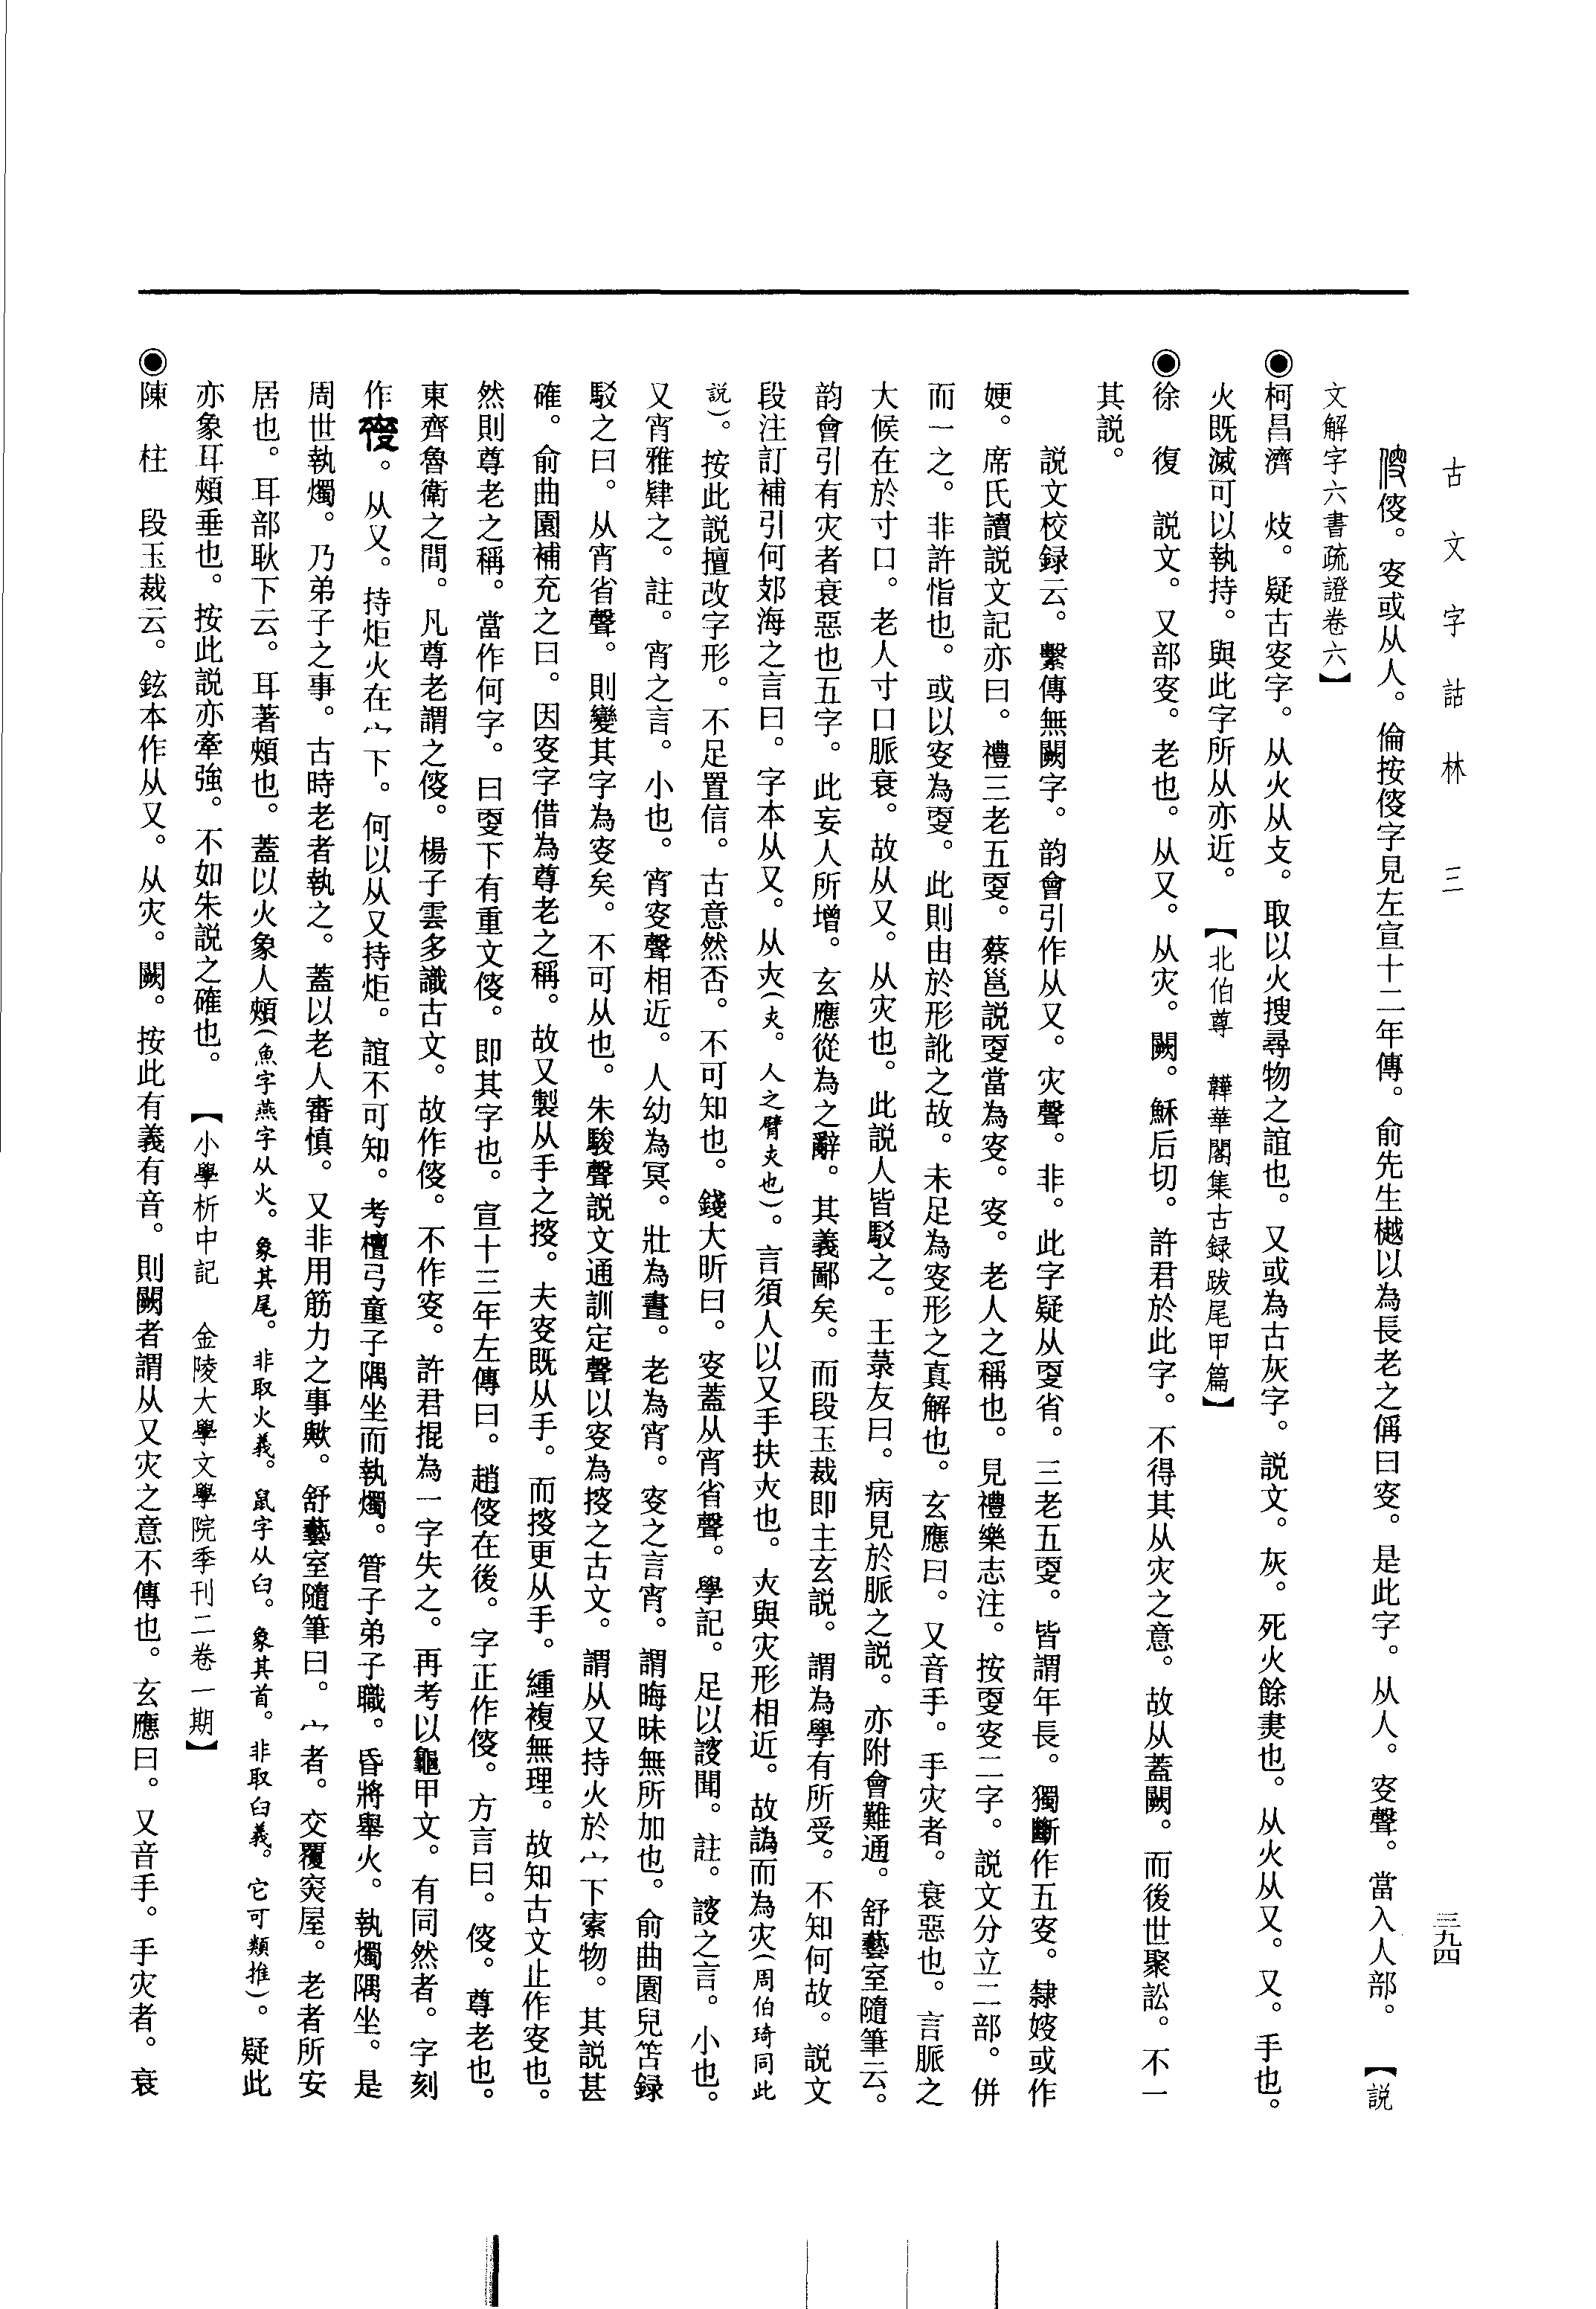 古文字詁林 三
三九四
傁。叜或从人。倫按傁字見左宣十二年傳。俞先生樾以為長老之偁曰叜。是此字。从人。叜聲。當入人部。【説
文解字六書疏證卷六】
◉柯昌濟 炇。疑古叜字。从火从攴。取以火搜尋物之誼也。又或為古灰字。説文。灰。死火餘㶳也。从火从又。又。手也。
火既滅可以執持。與此字所从亦近。【北伯尊 韡華閣集古録跋尾甲篇】
◉徐 復 説文。又部叜。老也。从又。从灾。闕。穌后切。許君於此字。不得其从灾之意。故从蓋闕。而後世聚訟。不一
其説。
説文校録云。繫傳無闕字。韵會引作从又。灾聲。非。此字疑从㪅省。三老五㪅。皆謂年長。獨斷作五叜。隸嫂或作
㛐。席氏讀説文記亦曰。禮三老五㪅。蔡邕説㪅當為叜。叜。老人之稱也。見禮樂志注。按㪅叜二字。説文分立二部。併
而一之。非許恉也。或以叜為㪅。此則由於形訛之故。未足為叜形之真解也。玄應曰。又音手。手灾者。衰惡也。言脈之
大候在於寸口。老人寸口脈衰。故从又。从灾也。此説人皆駁之。王菉友曰。病見於脈之説。亦附會難通。舒藝室隨筆云。
韵會引有灾者衰惡也五字。此妄人所增。玄應從為之辭。其義鄙矣。而段玉裁即主玄説。謂為學有所受。不知何故。説文
段注訂補引何郊海之言曰。字本从又。从亦(亦。人之臂亦也)。言須人以又手扶亦也。亦與灾形相近。故譌而為灾(周伯琦同此
説)。按此説擅改字形。不足置信。古意然否。不可知也。錢大昕曰。叜蓋从宵省聲。學記。足以謏聞。註。謏之言。小也。
又宵雅肄之。註。宵之言。小也。宵叜聲相近。人幼為冥。壯為晝。老為宵。叜之言宵。謂晦昧無所加也。俞曲園兒笘録
駁之曰。从宵省聲。則變其字為叜矣。不可从也。朱駿聲説文通訓定聲以叜為搜之古文。謂从又持火於宀下索物。其説甚
確。俞曲園補充之曰。因叜字借為尊老之稱。故又製从手之搜。夫叜既从手。而搜更从手。緟複無理。故知古文止作叜也。
然則尊老之稱。當作何字。曰叜下有重文傁。即其字也。宣十三年左傳曰。趙傁在後。字正作傁。方言曰。傁。尊老也。
東齊魯衛之間。凡尊老謂之傁。楊子雲多識古文。故作傁。不作叜。許君掍為一字失之。再考以龜甲文。有同然者。字刻
作。从又。持炬火在宀下。何以从又持炬。誼不可知。考檀弓童子隅坐而執燭。管子弟子職。昏將舉火。執燭隅坐。是
周世執燭。乃弟子之事。古時老者執之。蓋以老人審慎。又非用筋力之事歟。舒藝室隨筆曰。宀者。交覆突屋。老者所安
居也。耳部耿下云。耳著頰也。蓋以火象人頰(魚字燕字从火。象其尾。非取火義。鼠字从臼。象其首。非取臼義。它可類推)。疑此
亦象耳頰垂也。按此説亦牽強。不如朱説之確也。【小學析中記 金陵大學文學院季刊二卷一期】
◉陳 柱 段玉裁云。鉉本作从又。从灾。闕。按此有義有音。則闕者謂从又灾之意不傳也。玄應曰。又音手。手灾者。衰